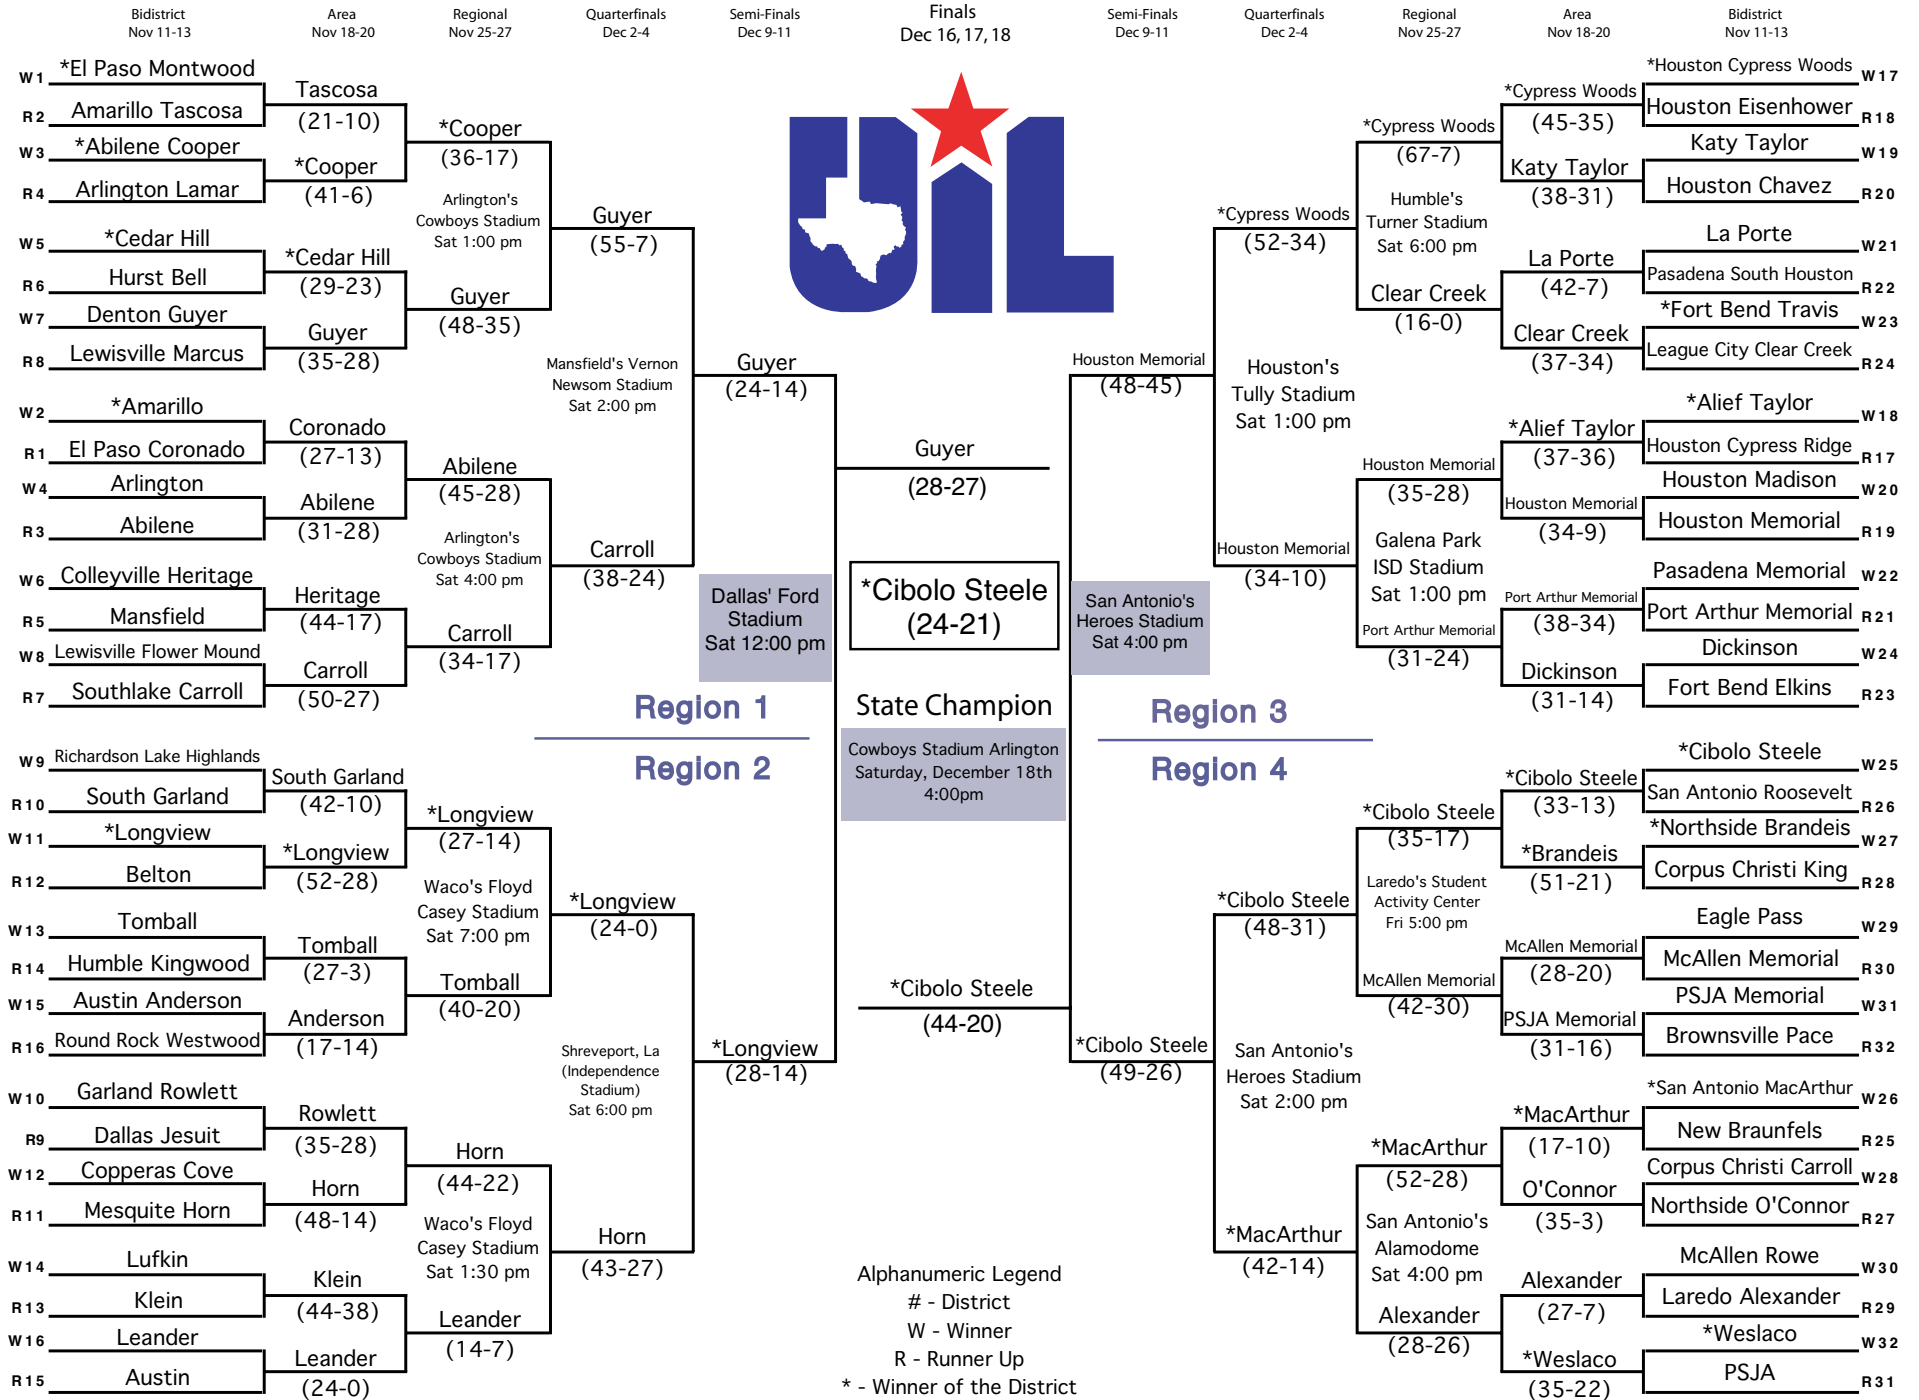 Bidistrict
Nov 11-13
Area
Nov 18-20
Regional
Nov 25-27
Quarterfinals
Dec 2-4
Semi-Finals
Dec 9-11
Finals
Dec 16, 17, 18
Semi-Finals
Dec 9-11
Quarterfinals
Dec 2-4
Regional
Nov 25-27
Area
Nov 18-20
Bidistrict
Nov 11-13
UIL
W1 *El Paso Montwood
R2 Amarillo Tascosa
W3 *Abilene Cooper
R4 Arlington Lamar
W5 *Cedar Hill
R6 Hurst Bell
W7 Denton Guyer
R8 Lewisville Marcus
W2 *Amarillo
R1 El Paso Coronado
W4 Arlington
R3 Abilene
W6 Colleyville Heritage
R5 Mansfield
W8 Lewisville Flower Mound
R7 Southlake Carroll
Tascosa
(21-10)
*Cooper
(41-6)
*Cedar Hill
(29-23)
Guyer
(35-28)
Coronado
(27-13)
Abilene
(31-28)
Heritage
(44-17)
Carroll
(50-27)
*Cooper
(36-17)
Arlington's
Cowboys Stadium
Sat 1:00 pm
Guyer
(48-35)
Abilene
(45-28)
Arlington's
Cowboys Stadium
Sat 4:00 pm
Carroll
(34-17)
Guyer
(55-7)
Mansfield's Vernon
Newsom Stadium
Sat 2:00 pm
Carroll
(38-24)
Guyer
(24-14)
Region 1
Region 2
W9 Richardson Lake Highlands
R10 South Garland
W11 *Longview
R12 Belton
W13 Tomball
R14 Humble Kingwood
W15 Austin Anderson
R16 Round Rock Westwood
W10 Garland Rowlett
R9 Dallas Jesuit
W12 Copperas Cove
R11 Mesquite Horn
W14 Lufkin
R13 Klein
W16 Leander
R15 Austin
South Garland
(42-10)
*Longview
(52-28)
Tomball
(27-3)
Anderson
(17-14)
Rowlett
(35-28)
Horn
(48-14)
Klein
(44-38)
Leander
(24-0)
*Longview
(27-14)
Waco's Floyd
Casey Stadium
Sat 7:00 pm
Tomball
(40-20)
Horn
(44-22)
Waco's Floyd
Casey Stadium
Sat 1:30 pm
Leander
(14-7)
*Longview
(24-0)
Shreveport, La
(Independence
Stadium)
Sat 6:00 pm
Horn
(43-27)
*Longview
(28-14)
Dallas' Ford
Stadium
Sat 12:00 pm
Guyer
(28-27)
*Cibolo Steele
(24-21)
State Champion
Cowboys Stadium Arlington
Saturday, December 18th
4:00pm
*Cibolo Steele
(44-20)
Alphanumeric Legend
# - District
W - Winner
R - Runner Up
* - Winner of the District
San Antonio's
Heroes Stadium
Sat 4:00 pm
Houston Memorial
(48-45)
Region 3
Region 4
*Cibolo Steele
(49-26)
*Cypress Woods
(52-34)
Houston's
Tully Stadium
Sat 1:00 pm
Houston Memorial
(34-10)
*Cypress Woods
(67-7)
Humble's
Turner Stadium
Sat 6:00 pm
Clear Creek
(16-0)
Houston Memorial
(35-28)
Galena Park
ISD Stadium
Sat 1:00 pm
Port Arthur Memorial
(31-24)
*Cypress Woods
(45-35)
Katy Taylor
(38-31)
La Porte
(42-7)
Clear Creek
(37-34)
*Alief Taylor
(37-36)
Houston Memorial
(34-9)
Port Arthur Memorial
(38-34)
Dickinson
(31-14)
*Houston Cypress Woods W17
Houston Eisenhower R18
Katy Taylor W19
Houston Chavez R20
La Porte W21
Pasadena South Houston R22
*Fort Bend Travis W23
League City Clear Creek R24
*Alief Taylor W18
Houston Cypress Ridge R17
Houston Madison W20
Houston Memorial R19
Pasadena Memorial W22
Port Arthur Memorial R21
Dickinson W24
Fort Bend Elkins R23
*Cibolo Steele
(48-31)
San Antonio's
Heroes Stadium
Sat 2:00 pm
*MacArthur
(42-14)
*Cibolo Steele
(35-17)
Laredo's Student
Activity Center
Fri 5:00 pm
McAllen Memorial
(42-30)
*MacArthur
(52-28)
San Antonio's
Alamodome
Sat 4:00 pm
Alexander
(28-26)
*Cibolo Steele
(33-13)
*Brandeis
(51-21)
McAllen Memorial
(28-20)
PSJA Memorial
(31-16)
*MacArthur
(17-10)
O'Connor
(35-3)
Alexander
(27-7)
*Weslaco
(35-22)
*Cibolo Steele W25
San Antonio Roosevelt R26
*Northside Brandeis W27
Corpus Christi King R28
Eagle Pass W29
McAllen Memorial R30
PSJA Memorial W31
Brownsville Pace R32
*San Antonio MacArthur W26
New Braunfels R25
Corpus Christi Carroll W28
Northside O'Connor R27
McAllen Rowe W30
Laredo Alexander R29
*Weslaco W32
PSJA R31